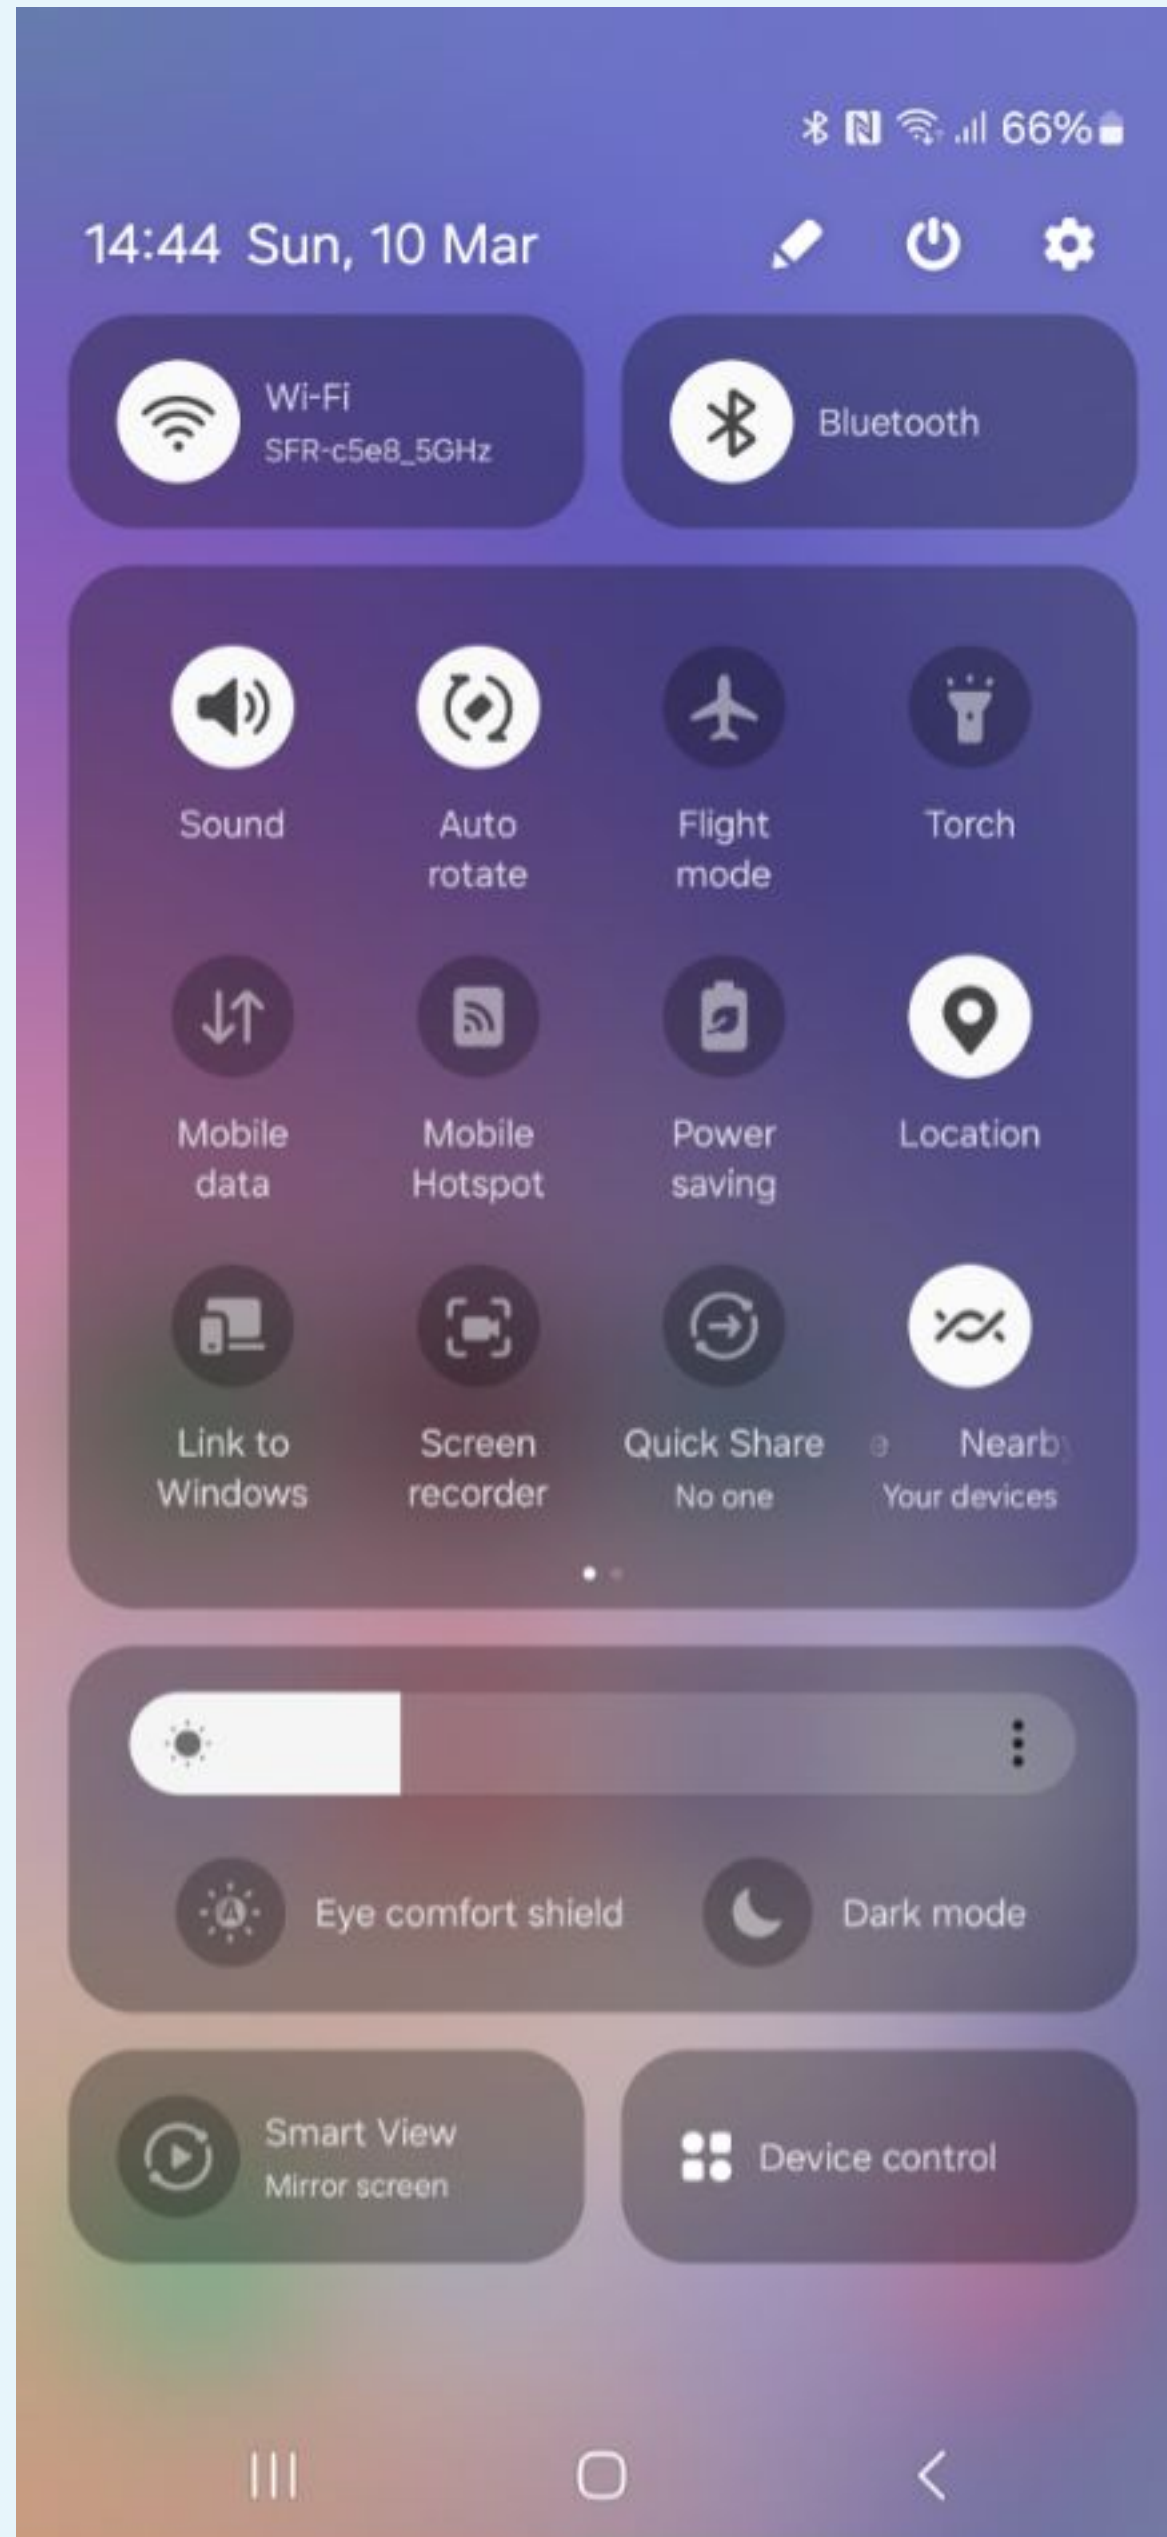 66%
14:44 Sun, 10 Mar
Wi-Fi
SFR-c5e8_5GHz
Bluetooth
Sound
Auto
rotate
Flight
mode
Torch
Mobile
data
Mobile
Hotspot
Power
saving
Location
Link to
Windows
Screen
recorder
Quick Share
No one
e Nearby
Your devices
Eye comfort shield
Dark mode
Smart View
Mirror screen
Device control